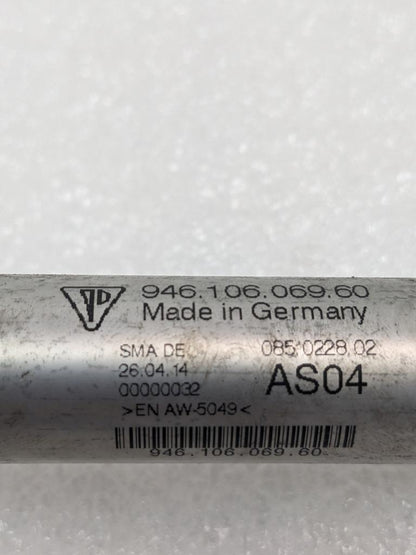 946.106.069.60
Made in Germany
SMA DE 085 0228 02
26.04.14
00000032 AS04
>EN AW-5049<
946.106.069.60